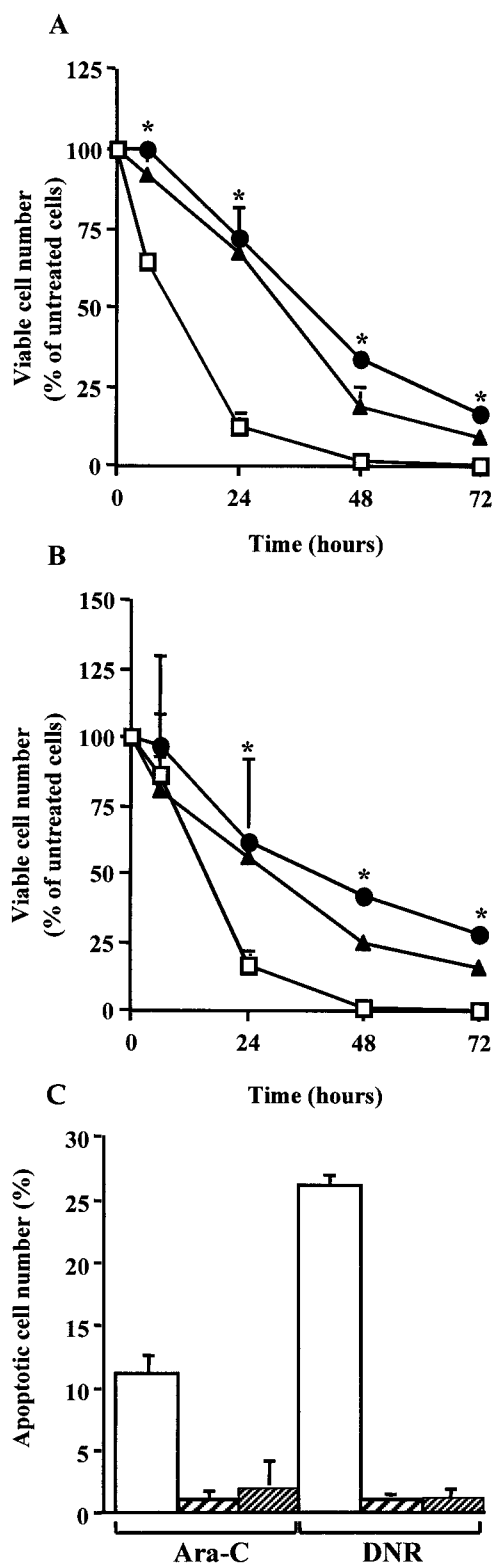 A
Viable cell number
(% of untreated cells)
125
100
75
50
25
0
*
*
*
*
0 24 48 72
Time (hours)
B
Viable cell number
(% of untreated cells)
150
125
100
75
50
25
0
*
*
*
0 24 48 72
Time (hours)
C
Apoptotic cell number (%)
30
25
20
15
10
5
0
Ara-C DNR